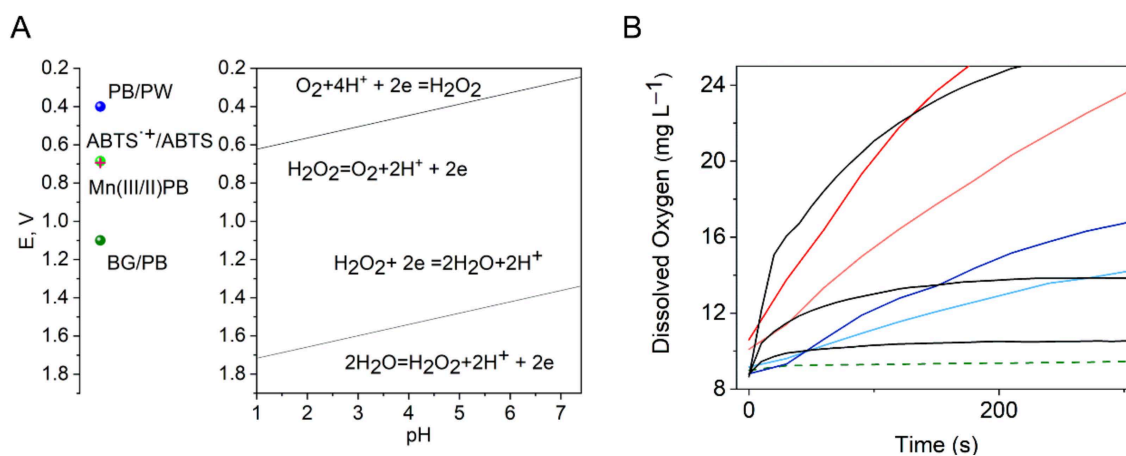 A
0.2
0.4
0.6
0.8
1.0
1.2
1.4
1.6
1.8
E, V
PB/PW
ABTS·+/ABTS
Mn(III/II)PB
BG/PB
0.2
0.4
0.6
0.8
1.0
1.2
1.4
1.6
1.8
O₂+4H⁺ + 2e =H₂O₂
H₂O₂=O₂+2H⁺ + 2e
H₂O₂+ 2e =2H₂O+2H⁺
2H₂O=H₂O₂+2H⁺ + 2e
1 2 3 4 5 6 7
pH
B
24
20
16
12
8
Dissolved Oxygen (mg L⁻¹)
0 200
Time (s)